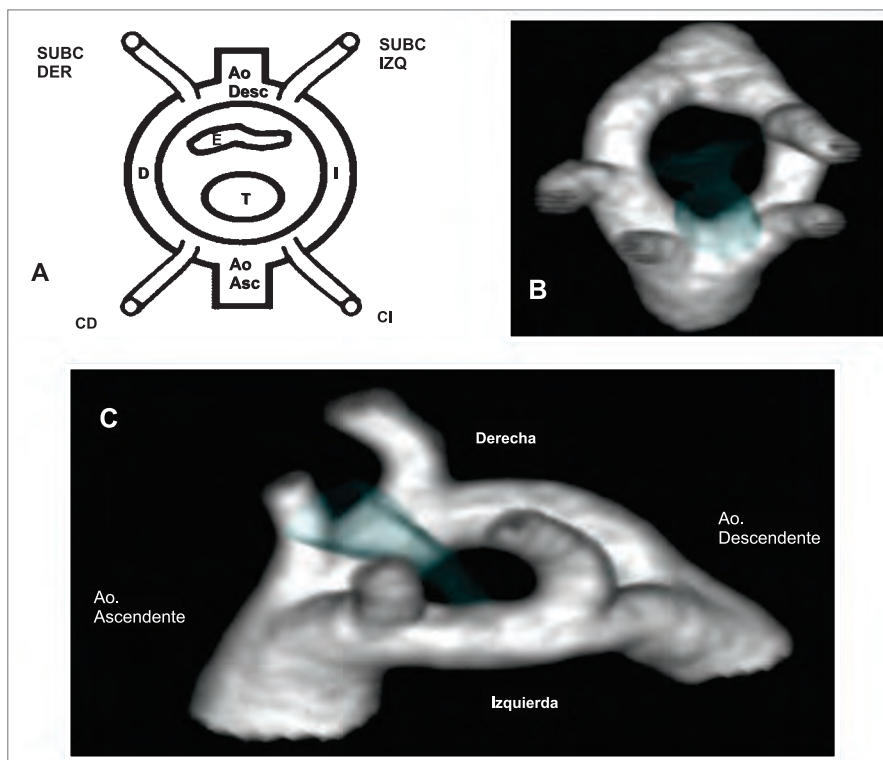 SUBC
DER
SUBC
IZQ
Ao
Desc
E
D
I
T
Ao
Asc
A
CD
CI
B
C
Derecha
Ao.
Descendente
Ao.
Ascendente
Izquierda